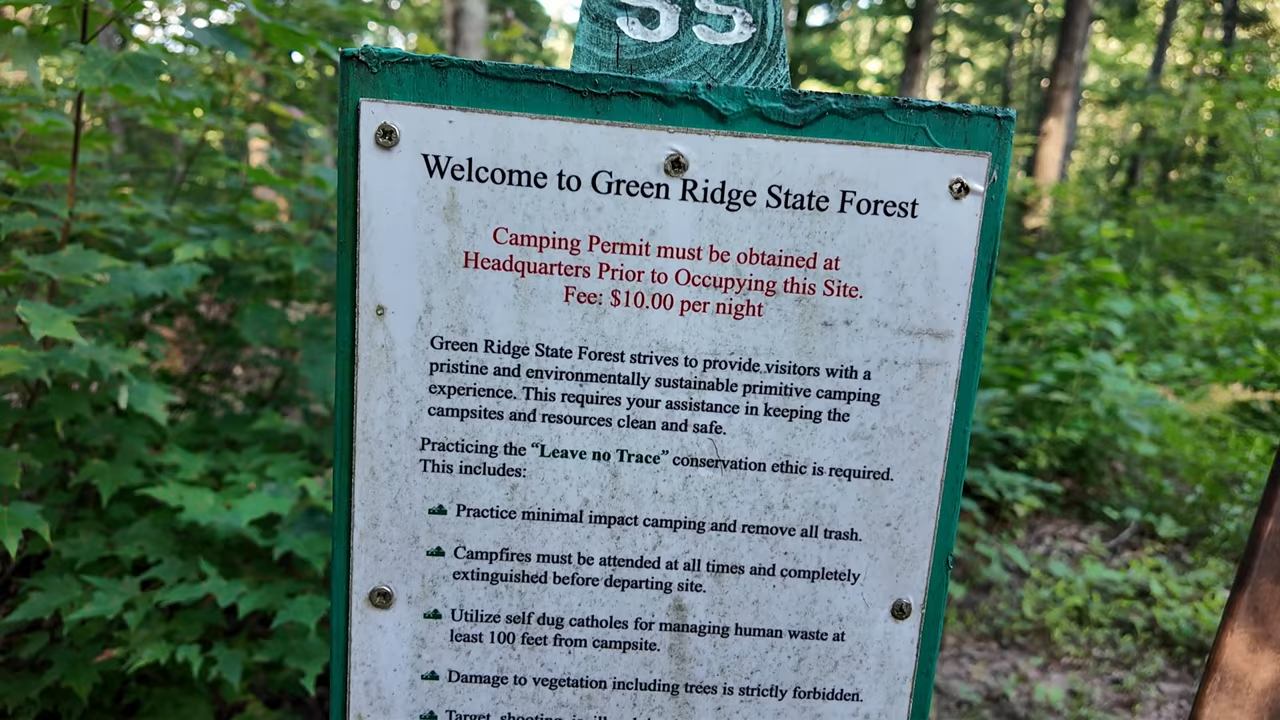 Welcome to Green Ridge State Forest
Camping Permit must be obtained at
Headquarters Prior to Occupying this Site.
Fee: $10.00 per night
Green Ridge State Forest strives to provide visitors with a
pristine and environmentally sustainable primitive camping
experience. This requires your assistance in keeping the
campsites and resources clean and safe.
Practicing the “Leave no Trace” conservation ethic is required.
This includes:
Practice minimal impact camping and remove all trash.
Campfires must be attended at all times and completely
extinguished before departing site.
Utilize self dug catholes for managing human waste at
least 100 feet from campsite.
Damage to vegetation including trees is strictly forbidden.
Target shooting is